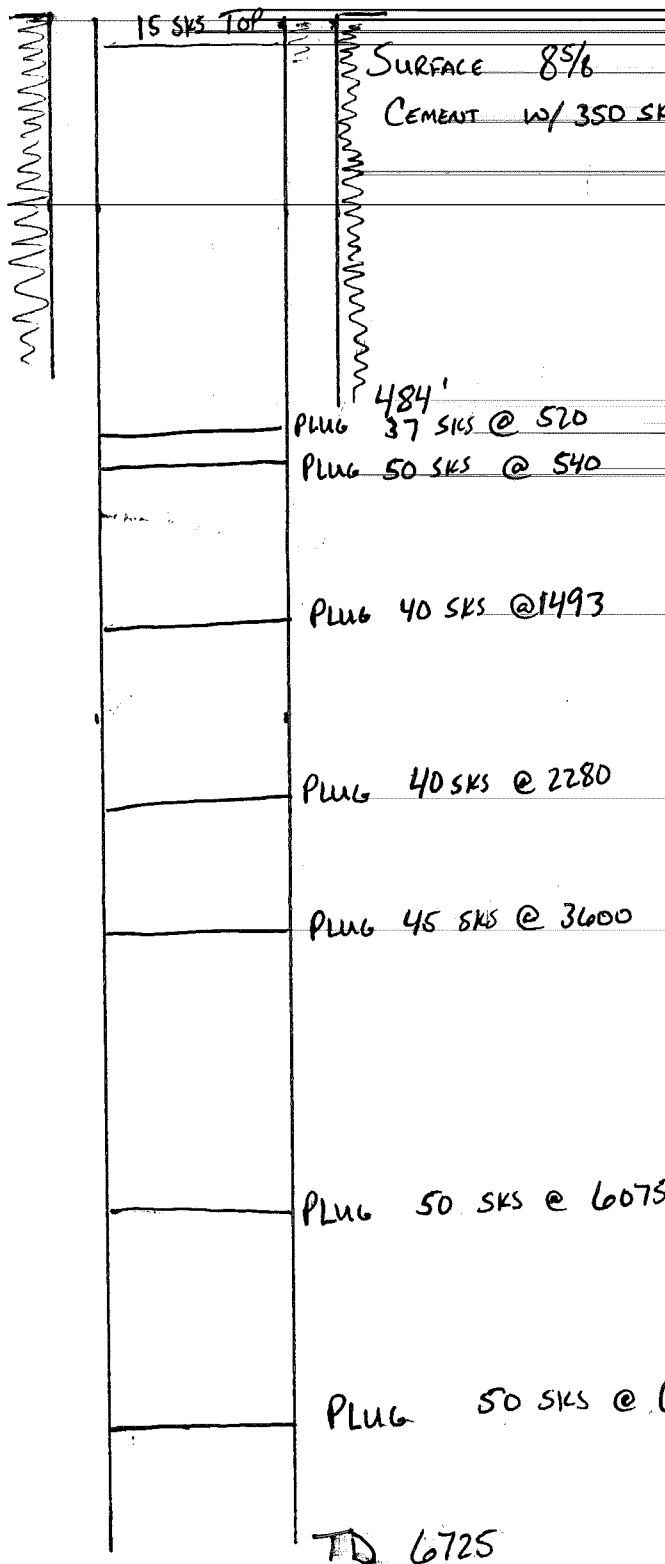 15 SKS TOP
SURFACE 8 5/8
CEMENT W/ 350 SK
484'
PLUG 37 SKS @ 520
PLUG 50 SKS @ 540
PLUG 40 SKS @1493
PLUG 40 SKS @ 2280
PLUG 45 SKS @ 3600
PLUG 50 SKS @ 6075
PLUG 50 SKS @
TD 6725